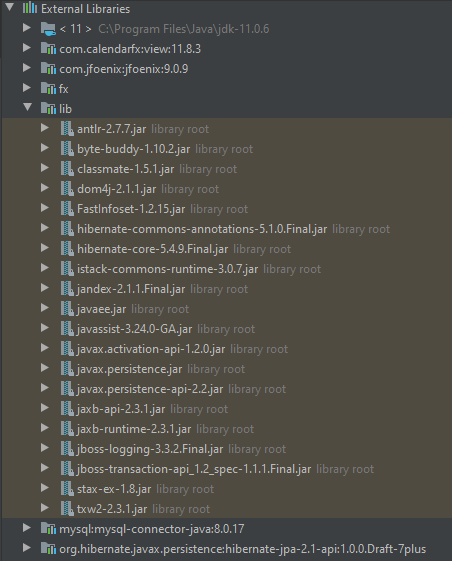 External Libraries
< 11 > C:\Program Files\Java\jdk-11.0.6
com.calendarfx:view:11.8.3
com.jfoenix:jfoenix:9.0.9
fx
lib
antlr-2.7.7.jar library root
byte-buddy-1.10.2.jar library root
classmate-1.5.1.jar library root
dom4j-2.1.1.jar library root
FastInfoset-1.2.15.jar library root
hibernate-commons-annotations-5.1.0.Final.jar library root
hibernate-core-5.4.9.Final.jar library root
istack-commons-runtime-3.0.7.jar library root
jandex-2.1.1.Final.jar library root
javaee.jar library root
javassist-3.24.0-GA.jar library root
javax.activation-api-1.2.0.jar library root
javax.persistence.jar library root
javax.persistence-api-2.2.jar library root
jaxb-api-2.3.1.jar library root
jaxb-runtime-2.3.1.jar library root
jboss-logging-3.3.2.Final.jar library root
jboss-transaction-api_1.2_spec-1.1.1.Final.jar library root
stax-ex-1.8.jar library root
txw2-2.3.1.jar library root
mysql:mysql-connector-java:8.0.17
org.hibernate.javax.persistence:hibernate-jpa-2.1-api:1.0.0.Draft-7plus